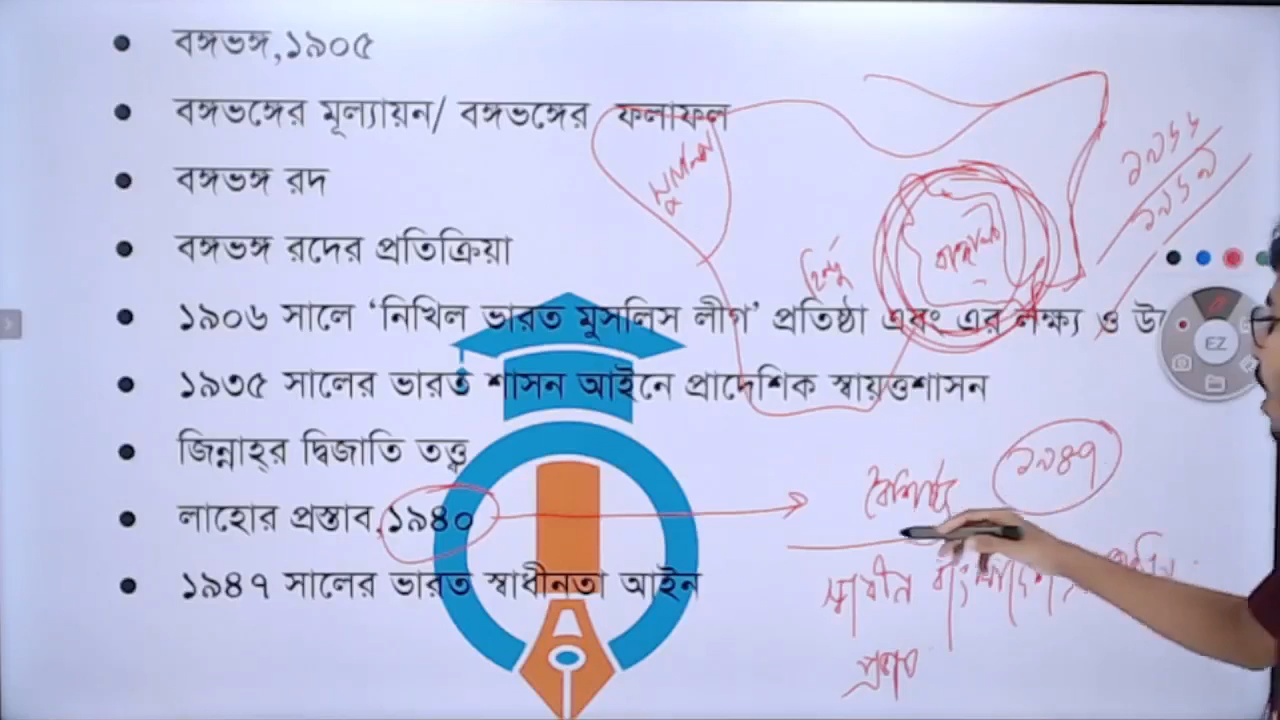 বঙ্গভঙ্গ,১৯০৫
বঙ্গভঙ্গের মূল্যায়ন/ বঙ্গভঙ্গের ফলাফল
বঙ্গভঙ্গ রদ
বঙ্গভঙ্গ রদের প্রতিক্রিয়া
১৯০৬ সালে ‘নিখিল ভারত মুসলিস লীগ’ প্রতিষ্ঠা এবং এর লক্ষ্য ও উ
১৯৩৫ সালের ভারত শাসন আইনে প্রাদেশিক স্বায়ত্তশাসন
জিন্নাহ্‌র দ্বিজাতি তত্ত্ব
লাহোর প্রস্তাব,১৯৪০
১৯৪৭ সালের ভারত স্বাধীনতা আইন
হিন্দু
বৈশিষ্ট্য
১৯৪৭
স্বাধীন বাংলাদেশ
EZ